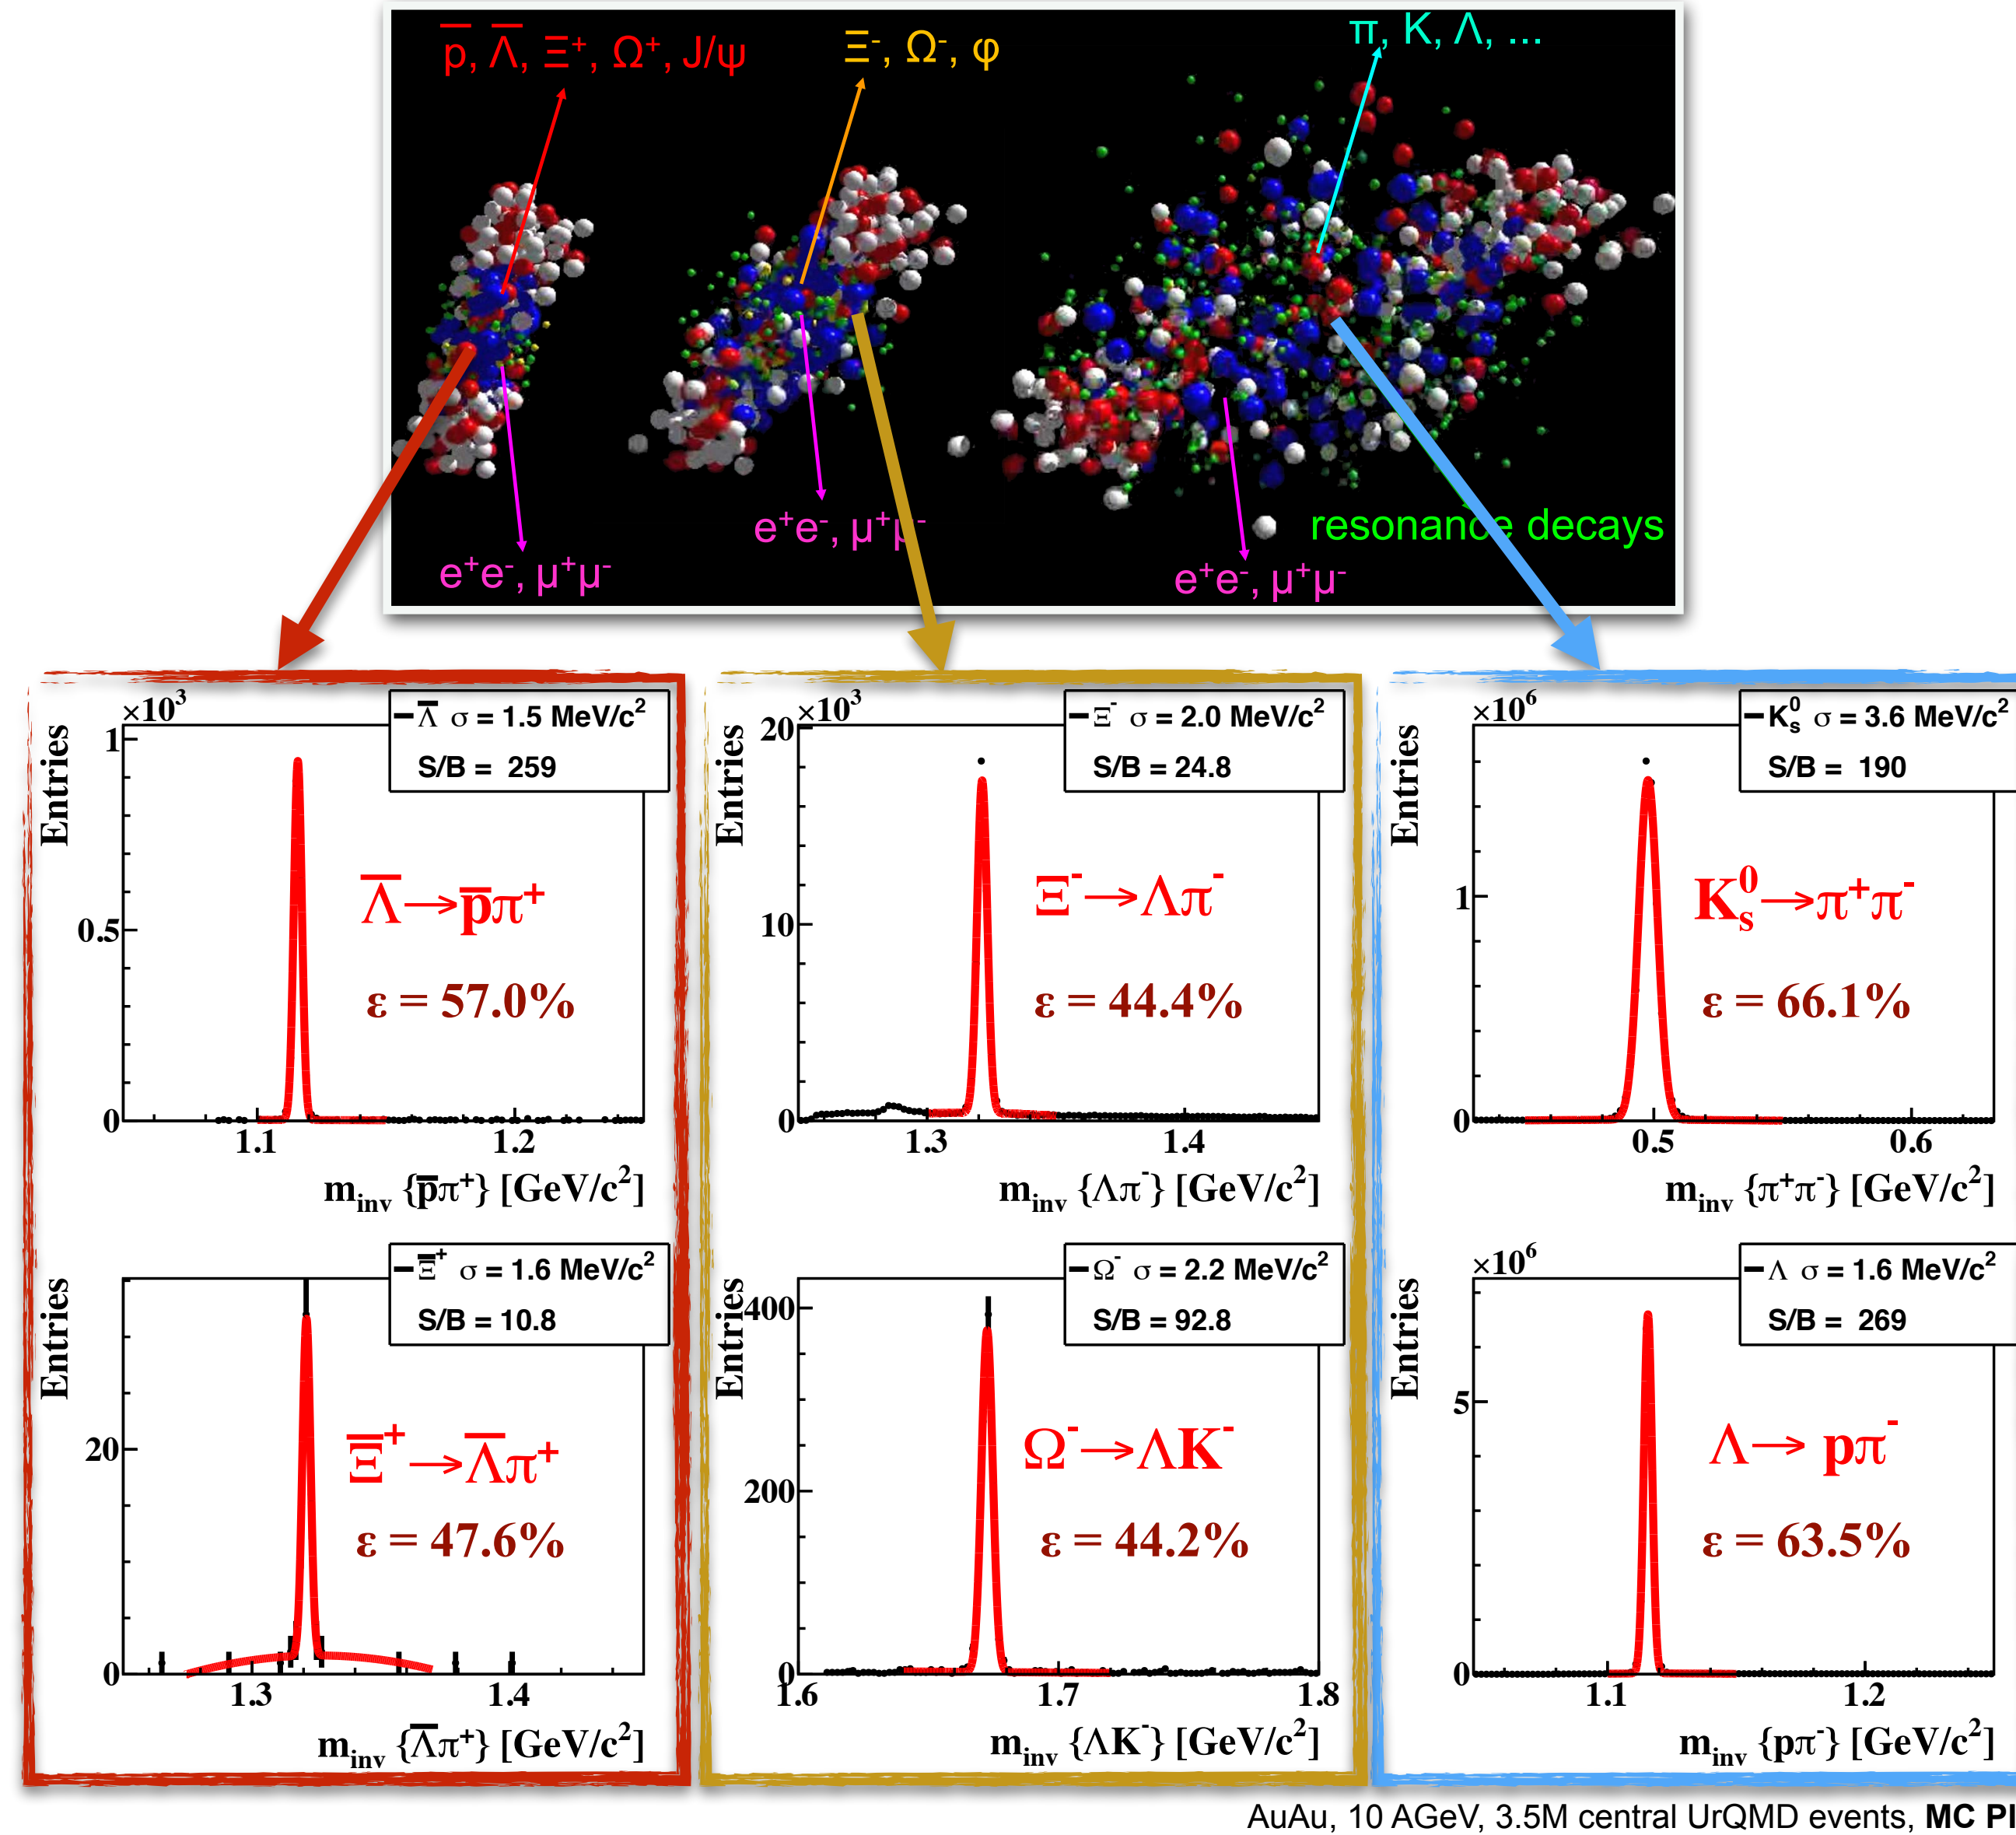 p̅, Λ̅, Ξ⁺, Ω⁺, J/ψ
Ξ⁻, Ω⁻, φ
π, K, Λ, ...
e⁺e⁻, μ⁺μ⁻
e⁺e⁻, μ⁺μ⁻
e⁺e⁻, μ⁺μ⁻
resonance decays
×10³
Λ̅ σ = 1.5 MeV/c²
S/B = 259
Entries
1
0.5
0
Λ̅→p̅π⁺
ε = 57.0%
1.1 1.2
m_inv {p̅π⁺} [GeV/c²]
×10³
Ξ⁻ σ = 2.0 MeV/c²
S/B = 24.8
Entries
20
10
0
Ξ⁻→Λπ⁻
ε = 44.4%
1.3 1.4
m_inv {Λπ⁻} [GeV/c²]
×10⁶
K⁰_s σ = 3.6 MeV/c²
S/B = 190
Entries
1
0
K⁰_s→π⁺π⁻
ε = 66.1%
0.5 0.6
m_inv {π⁺π⁻} [GeV/c²]
Ξ̅⁺ σ = 1.6 MeV/c²
S/B = 10.8
Entries
20
0
Ξ̅⁺→Λ̅π⁺
ε = 47.6%
1.3 1.4
m_inv {Λ̅π⁺} [GeV/c²]
Ω⁻ σ = 2.2 MeV/c²
S/B = 92.8
Entries
400
200
0
Ω⁻→ΛK⁻
ε = 44.2%
1.6 1.7 1.8
m_inv {ΛK⁻} [GeV/c²]
×10⁶
Λ σ = 1.6 MeV/c²
S/B = 269
Entries
5
0
Λ→ pπ⁻
ε = 63.5%
1.1 1.2
m_inv {pπ⁻} [GeV/c²]
AuAu, 10 AGeV, 3.5M central UrQMD events, MC